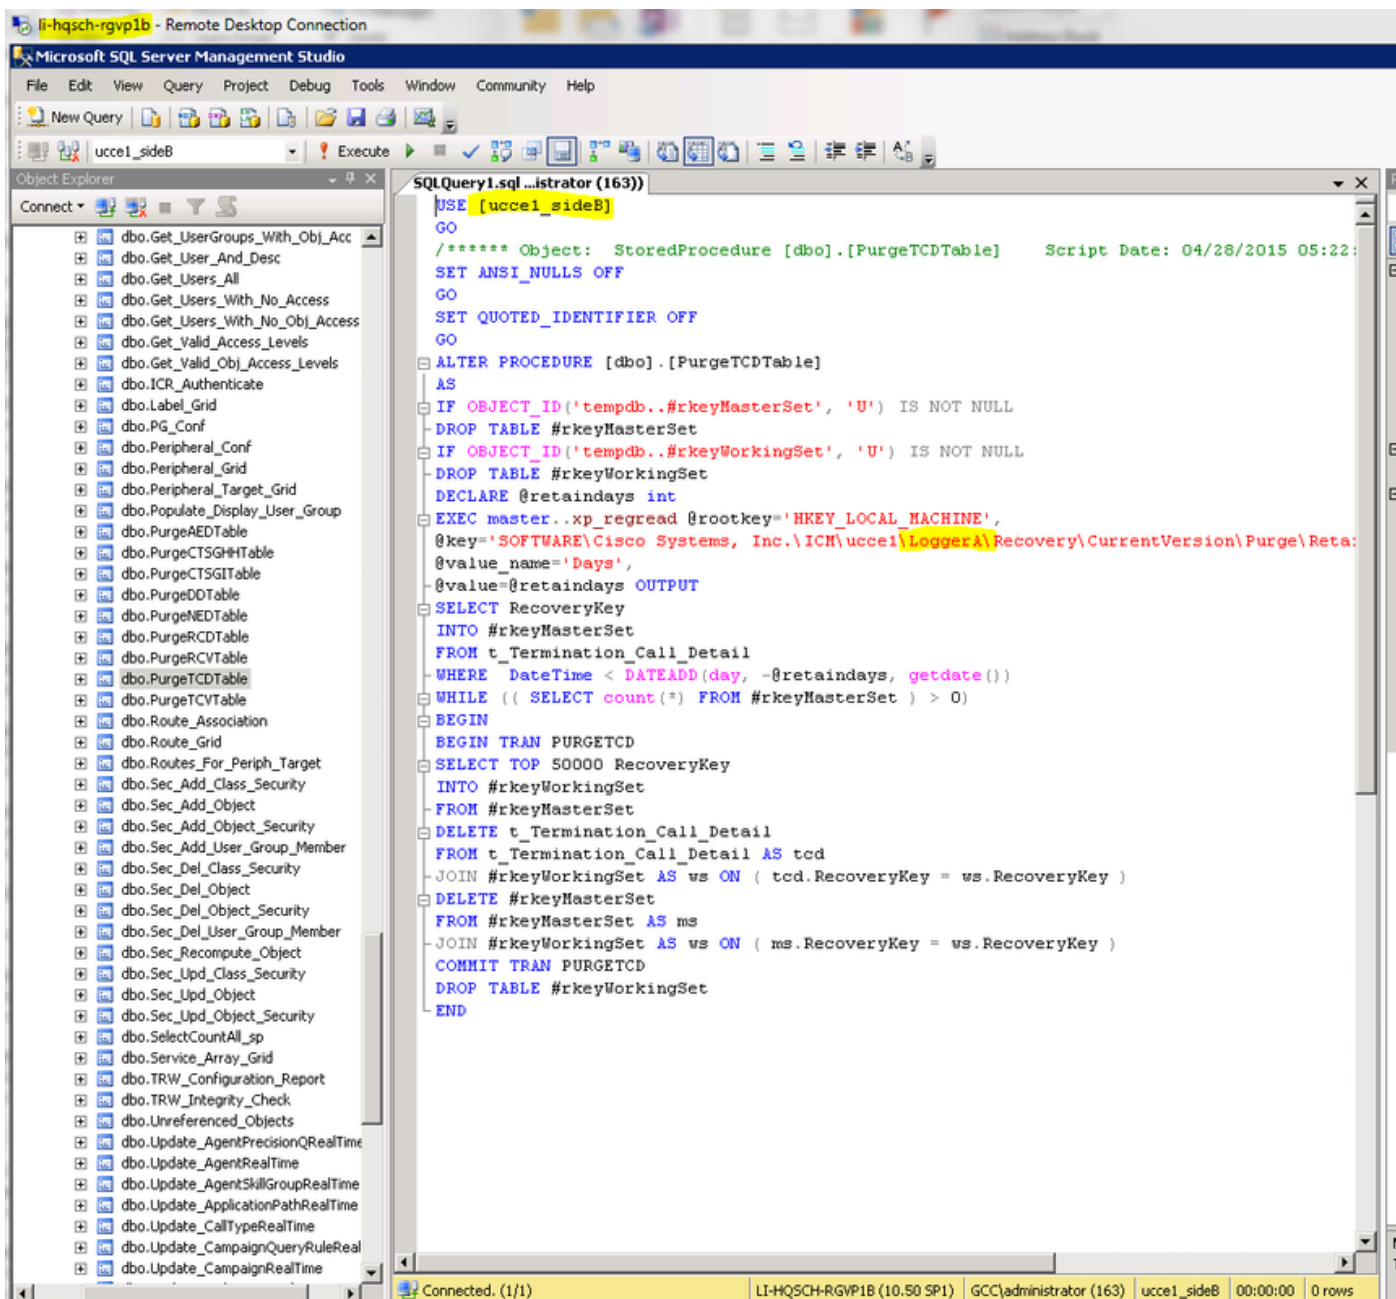 li-hqsch-rgvp1b - Remote Desktop Connection
Microsoft SQL Server Management Studio
File Edit View Query Project Debug Tools Window Community Help
New Query
ucce1_sideB Execute
Object Explorer
Connect
dbo.Get_UserGroups_With_Obj_Acc
dbo.Get_User_And_Desc
dbo.Get_Users_All
dbo.Get_Users_With_No_Access
dbo.Get_Users_With_No_Obj_Access
dbo.Get_Valid_Access_Levels
dbo.Get_Valid_Obj_Access_Levels
dbo.ICR_Authenticate
dbo.Label_Grid
dbo.PG_Conf
dbo.Peripheral_Conf
dbo.Peripheral_Grid
dbo.Peripheral_Target_Grid
dbo.Populate_Display_User_Group
dbo.PurgeAEDTable
dbo.PurgeCTSGHHTable
dbo.PurgeCTSGITable
dbo.PurgeDDTable
dbo.PurgeNEDTable
dbo.PurgeRCDTable
dbo.PurgeRCVTable
dbo.PurgeTCDTable
dbo.PurgeTCVTable
dbo.Route_Association
dbo.Route_Grid
dbo.Routes_For_Periph_Target
dbo.Sec_Add_Class_Security
dbo.Sec_Add_Object
dbo.Sec_Add_Object_Security
dbo.Sec_Add_User_Group_Member
dbo.Sec_Del_Class_Security
dbo.Sec_Del_Object
dbo.Sec_Del_Object_Security
dbo.Sec_Del_User_Group_Member
dbo.Sec_Recompute_Object
dbo.Sec_Upd_Class_Security
dbo.Sec_Upd_Object
dbo.Sec_Upd_Object_Security
dbo.SelectCountAll_sp
dbo.Service_Array_Grid
dbo.TRW_Configuration_Report
dbo.TRW_Integrity_Check
dbo.Unreferenced_Objects
dbo.Update_AgentPrecisionQRealTime
dbo.Update_AgentRealTime
dbo.Update_AgentSkillGroupRealTime
dbo.Update_ApplicationPathRealTime
dbo.Update_CallTypeRealTime
dbo.Update_CampaignQueryRuleReal
dbo.Update_CampaignRealTime
SQLQuery1.sql ...istrator (163))
USE [ucce1_sideB]
GO
/****** Object: StoredProcedure [dbo].[PurgeTCDTable] Script Date: 04/28/2015 05:22:
SET ANSI_NULLS OFF
GO
SET QUOTED_IDENTIFIER OFF
GO
ALTER PROCEDURE [dbo].[PurgeTCDTable]
AS
IF OBJECT_ID('tempdb..#rkeyMasterSet', 'U') IS NOT NULL
DROP TABLE #rkeyMasterSet
IF OBJECT_ID('tempdb..#rkeyWorkingSet', 'U') IS NOT NULL
DROP TABLE #rkeyWorkingSet
DECLARE @retaindays int
EXEC master..xp_regread @rootkey='HKEY_LOCAL_MACHINE',
@key='SOFTWARE\Cisco Systems, Inc.\ICM\ucce1\LoggerA\Recovery\CurrentVersion\Purge\Reta:
@value_name='Days',
@value=@retaindays OUTPUT
SELECT RecoveryKey
INTO #rkeyMasterSet
FROM t_Termination_Call_Detail
WHERE DateTime < DATEADD(day, -@retaindays, getdate())
WHILE (( SELECT count(*) FROM #rkeyMasterSet ) > 0)
BEGIN
BEGIN TRAN PURGETCD
SELECT TOP 50000 RecoveryKey
INTO #rkeyWorkingSet
FROM #rkeyMasterSet
DELETE t_Termination_Call_Detail
FROM t_Termination_Call_Detail AS tcd
JOIN #rkeyWorkingSet AS ws ON ( tcd.RecoveryKey = ws.RecoveryKey )
DELETE #rkeyMasterSet
FROM #rkeyMasterSet AS ms
JOIN #rkeyWorkingSet AS ws ON ( ms.RecoveryKey = ws.RecoveryKey )
COMMIT TRAN PURGETCD
DROP TABLE #rkeyWorkingSet
END
Connected. (1/1) LI-HQSCH-RGVP1B (10.50 SP1) GCC\administrator (163) ucce1_sideB 00:00:00 0 rows